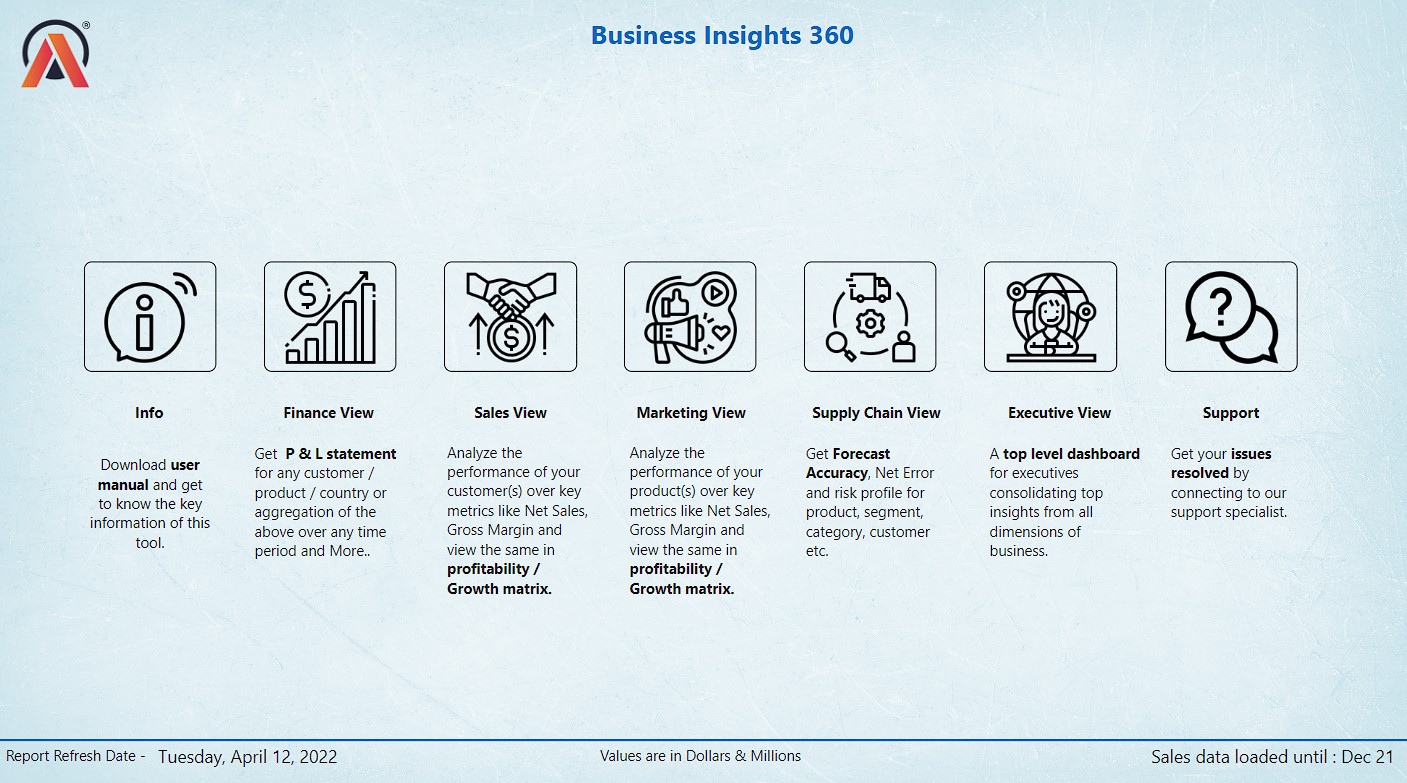 ®
Business Insights 360
Info
Download user
manual and get
to know the key
information of this
tool.
Finance View
Get P & L statement
for any customer /
product / country or
aggregation of the
above over any time
period and More..
Sales View
Analyze the
performance of your
customer(s) over key
metrics like Net Sales,
Gross Margin and
view the same in
profitability /
Growth matrix.
Marketing View
Analyze the
performance of your
product(s) over key
metrics like Net Sales,
Gross Margin and
view the same in
profitability /
Growth matrix.
Supply Chain View
Get Forecast
Accuracy, Net Error
and risk profile for
product, segment,
category, customer
etc.
Executive View
A top level dashboard
for executives
consolidating top
insights from all
dimensions of
business.
Support
Get your issues
resolved by
connecting to our
support specialist.
Report Refresh Date - Tuesday, April 12, 2022
Values are in Dollars & Millions
Sales data loaded until : Dec 21